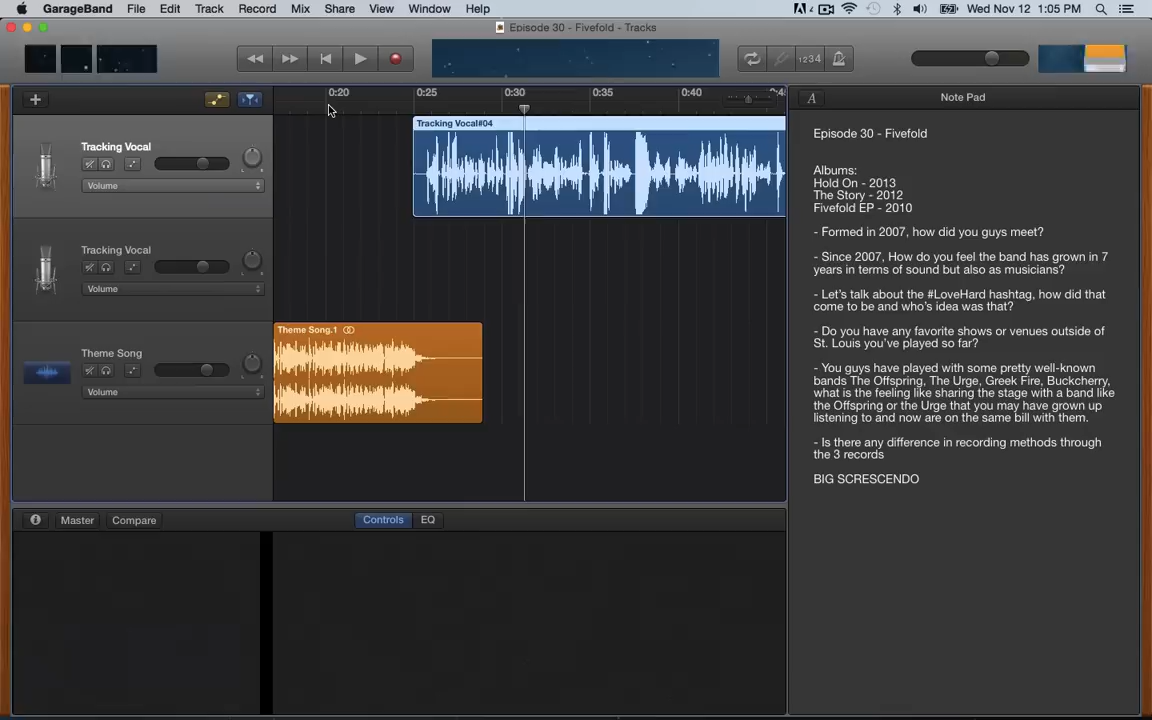 GarageBand File Edit Track Record Mix Share View Window Help Wed Nov 12 1:05 PM
Episode 30 - Fivefold - Tracks
1234
0:20 0:25 0:30 0:35 0:40
A Note Pad
Tracking Vocal
Volume
Tracking Vocal#04
Tracking Vocal
Volume
Theme Song
Volume
Theme Song.1
Episode 30 - Fivefold
Albums:
Hold On - 2013
The Story - 2012
Fivefold EP - 2010
- Formed in 2007, how did you guys meet?
- Since 2007, How do you feel the band has grown in 7
years in terms of sound but also as musicians?
- Let's talk about the #LoveHard hashtag, how did that
come to be and who's idea was that?
- Do you have any favorite shows or venues outside of
St. Louis you've played so far?
- You guys have played with some pretty well-known
bands The Offspring, The Urge, Greek Fire, Buckcherry,
what is the feeling like sharing the stage with a band like
the Offspring or the Urge that you may have grown up
listening to and now are on the same bill with them.
- Is there any difference in recording methods through
the 3 records
BIG SCRESCENDO
Master Compare Controls EQ